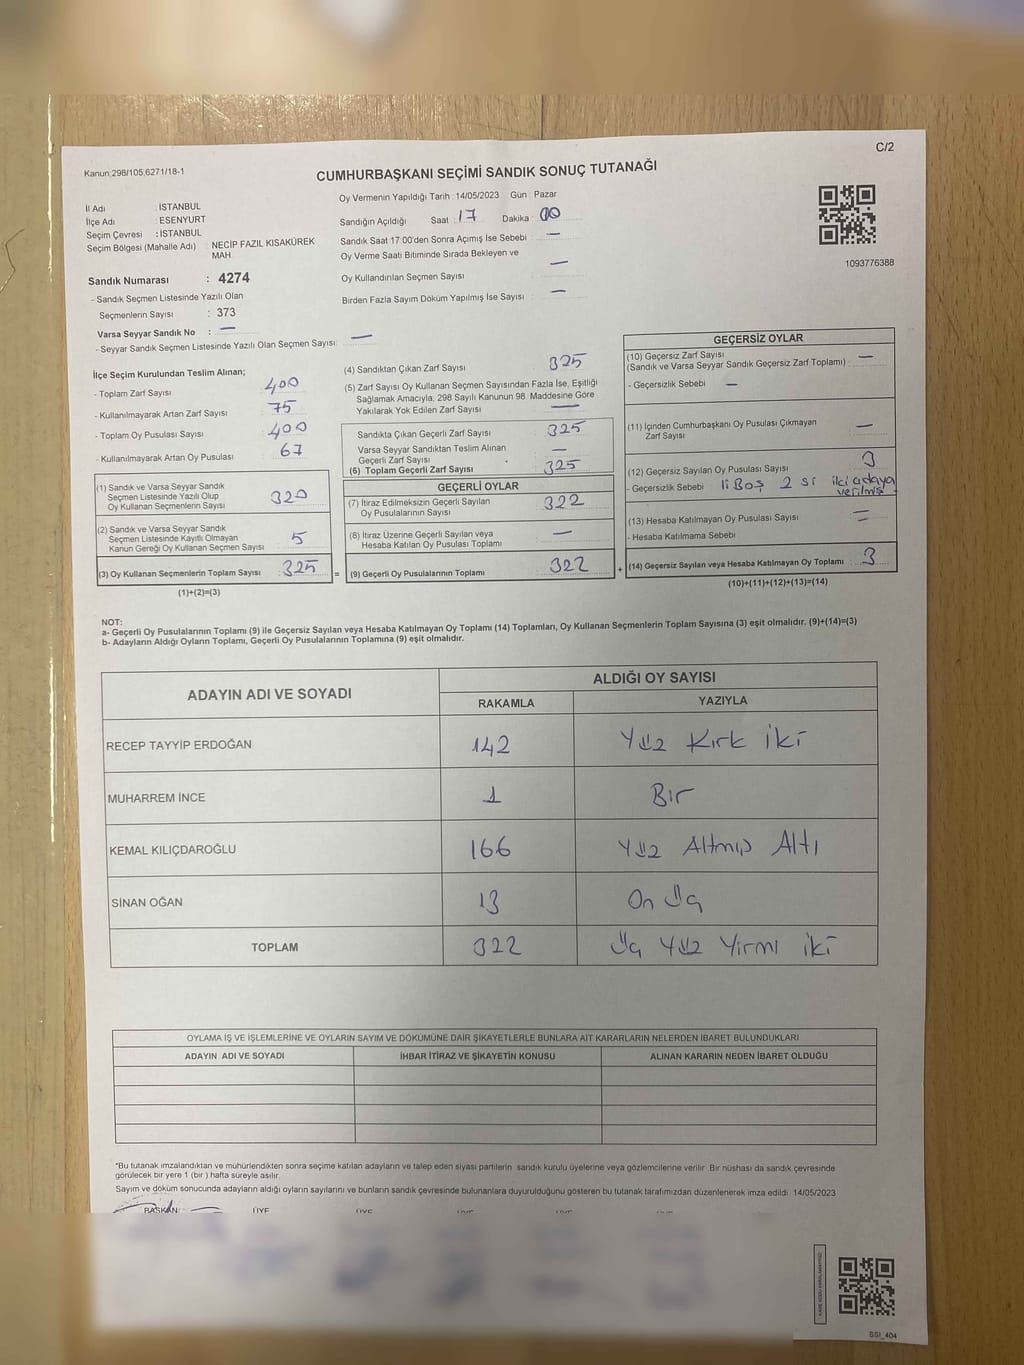 C/2
Kanun:298/105,6271/18-1
CUMHURBAŞKANI SEÇİMİ SANDIK SONUÇ TUTANAĞI
İl Adı : İSTANBUL
İlçe Adı : ESENYURT
Seçim Çevresi : İSTANBUL
Seçim Bölgesi (Mahalle Adı) : NECİP FAZIL KISAKÜREK MAH.
Sandık Numarası : 4274
- Sandık Seçmen Listesinde Yazılı Olan
Seçmenlerin Sayısı : 373
Varsa Seyyar Sandık No : —
- Seyyar Sandık Seçmen Listesinde Yazılı Olan Seçmen Sayısı: —
Oy Vermenin Yapıldığı Tarih :14/05/2023 Gün Pazar
Sandığın Açıldığı Saat 17 Dakika 00
Sandık Saat 17:00'den Sonra Açımış İse Sebebi —
Oy Verme Saati Bitiminde Sırada Bekleyen ve
Oy Kullandırılan Seçmen Sayısı —
Birden Fazla Sayım Döküm Yapılmış İse Sayısı —
1093776388
İlçe Seçim Kurulundan Teslim Alınan;
- Toplam Zarf Sayısı 400
- Kullanılmayarak Artan Zarf Sayısı 75
- Toplam Oy Pusulası Sayısı 400
- Kullanılmayarak Artan Oy Pusulası 67
(1) Sandık ve Varsa Seyyar Sandık
Seçmen Listesinde Yazılı Olup
Oy Kullanan Seçmenlerin Sayısı 320
(2) Sandık ve Varsa Seyyar Sandık
Seçmen Listesinde Kayıtlı Olmayan
Kanun Gereği Oy Kullanan Seçmen Sayısı 5
(3) Oy Kullanan Seçmenlerin Toplam Sayısı 325
(1)+(2)=(3)
(4) Sandıktan Çıkan Zarf Sayısı 325
(5) Zarf Sayısı Oy Kullanan Seçmen Sayısından Fazla İse, Eşitliği
Sağlamak Amacıyla, 298 Sayılı Kanunun 98. Maddesine Göre
Yakılarak Yok Edilen Zarf Sayısı —
Sandıkta Çıkan Geçerli Zarf Sayısı 325
Varsa Seyyar Sandıktan Teslim Alınan
Geçerli Zarf Sayısı —
(6) Toplam Geçerli Zarf Sayısı 325
GEÇERLİ OYLAR
(7) İtiraz Edilmeksizin Geçerli Sayılan
Oy Pusulalarının Sayısı 322
(8) İtiraz Üzerine Geçerli Sayılan veya
Hesaba Katılan Oy Pusulası Toplamı —
= (9) Geçerli Oy Pusulalarının Toplamı 322
GEÇERSİZ OYLAR
(10) Geçersiz Zarf Sayısı
(Sandık ve Varsa Seyyar Sandık Geçersiz Zarf Toplamı) —
- Geçersizlik Sebebi —
(11) İçinden Cumhurbaşkanı Oy Pusulası Çıkmayan
Zarf Sayısı —
(12) Geçersiz Sayılan Oy Pusulası Sayısı 3
- Geçersizlik Sebebi 1i Boş 2 si iki adaya verilmiş
(13) Hesaba Katılmayan Oy Pusulası Sayısı —
- Hesaba Katılmama Sebebi —
+ (14) Geçersiz Sayılan veya Hesaba Katılmayan Oy Toplamı 3
(10)+(11)+(12)+(13)=(14)
NOT:
a- Geçerli Oy Pusulalarının Toplamı (9) ile Geçersiz Sayılan veya Hesaba Katılmayan Oy Toplamı (14) Toplamları, Oy Kullanan Seçmenlerin Toplam Sayısına (3) eşit olmalıdır. (9)+(14)=(3)
b- Adayların Aldığı Oyların Toplamı, Geçerli Oy Pusulalarının Toplamına (9) eşit olmalıdır.
ADAYIN ADI VE SOYADI ALDIĞI OY SAYISI
RAKAMLA YAZIYLA
RECEP TAYYİP ERDOĞAN 142 Yüz Kırk İki
MUHARREM İNCE 1 Bir
KEMAL KILIÇDAROĞLU 166 Yüz Altmış Altı
SİNAN OĞAN 13 On Üç
TOPLAM 322 Üç Yüz Yirmi iki
OYLAMA İŞ VE İŞLEMLERİNE VE OYLARIN SAYIM VE DÖKÜMÜNE DAİR ŞİKAYETLERLE BUNLARA AİT KARARLARIN NELERDEN İBARET BULUNDUKLARI
ADAYIN ADI VE SOYADI İHBAR İTİRAZ VE ŞİKAYETİN KONUSU ALINAN KARARIN NEDEN İBARET OLDUĞU
*Bu tutanak imzalandıktan ve mühürlendikten sonra seçime katılan adayların ve talep eden siyasi partilerin sandık kurulu üyelerine veya gözlemcilerine verilir. Bir nüshası da sandık çevresinde
görülecek bir yere 1 (bir ) hafta süreyle asılır.
Sayım ve döküm sonucunda adayların aldığı oyların sayılarını ve bunların sandık çevresinde bulunanlara duyurulduğunu gösteren bu tutanak tarafımızdan düzenlenerek imza edildi. 14/05/2023
BAŞKAN ÜYE ÜYE ÜYE ÜYE ÜYE
SSI_404